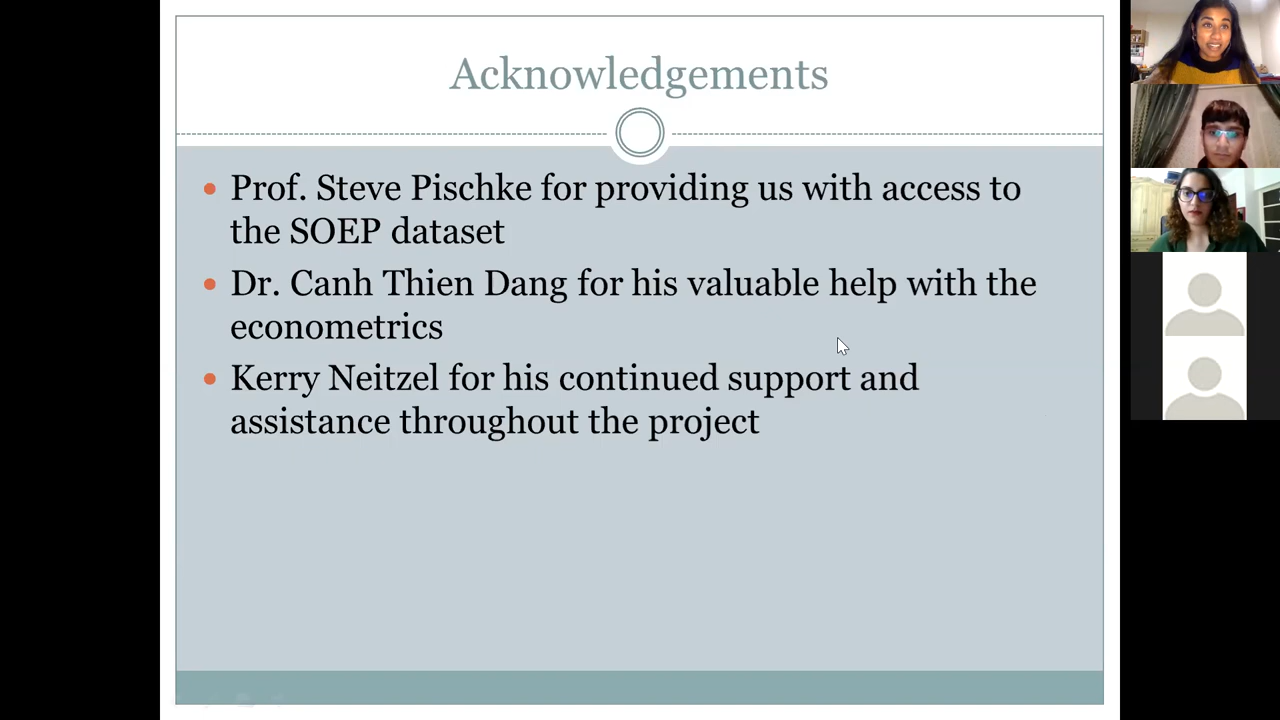 Acknowledgements
• Prof. Steve Pischke for providing us with access to
the SOEP dataset
• Dr. Canh Thien Dang for his valuable help with the
econometrics
• Kerry Neitzel for his continued support and
assistance throughout the project